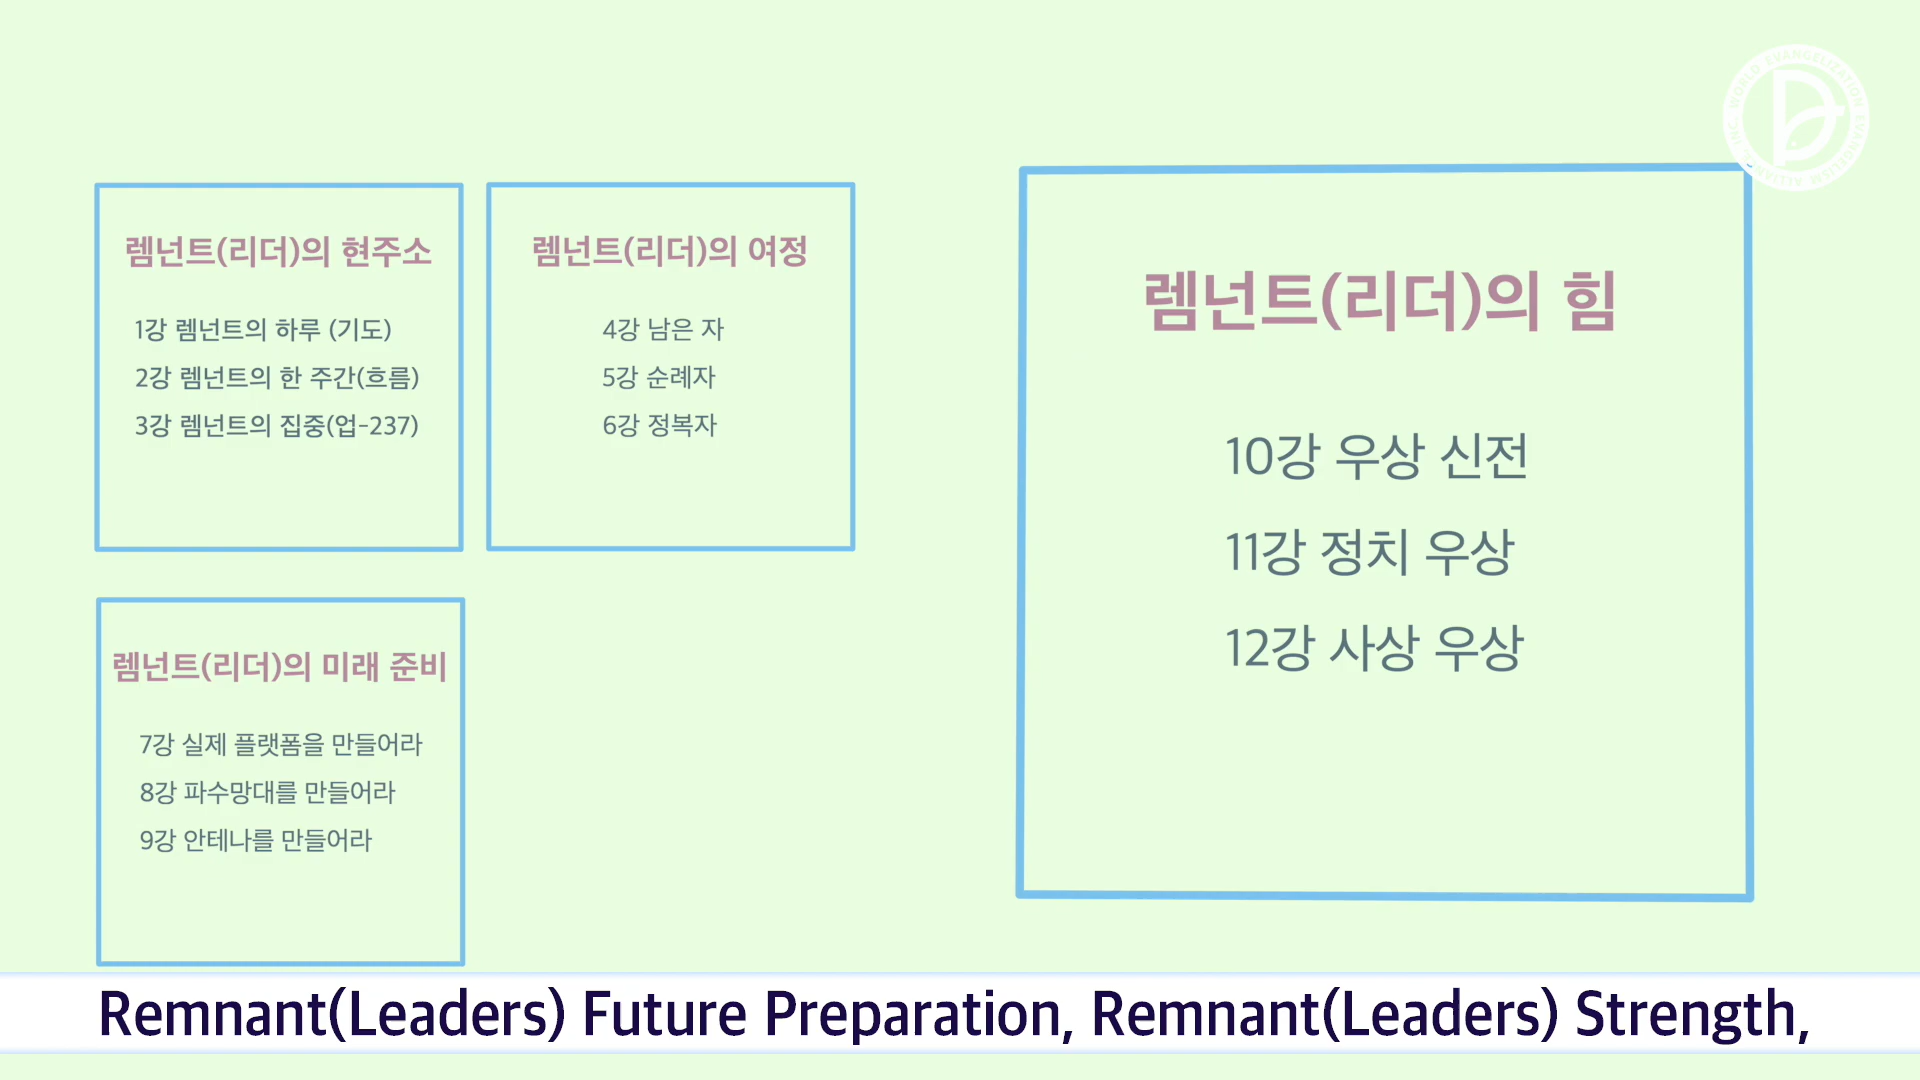 렘넌트(리더)의 현주소
1강 렘넌트의 하루 (기도)
2강 렘넌트의 한 주간(흐름)
3강 렘넌트의 집중(업-237)
렘넌트(리더)의 여정
4강 남은 자
5강 순례자
6강 정복자
렘넌트(리더)의 미래 준비
7강 실제 플랫폼을 만들어라
8강 파수망대를 만들어라
9강 안테나를 만들어라
렘넌트(리더)의 힘
10강 우상 신전
11강 정치 우상
12강 사상 우상
WORLD EVANGELIZATION EVANGELISM ALLIANCE INC.
Remnant(Leaders) Future Preparation, Remnant(Leaders) Strength,